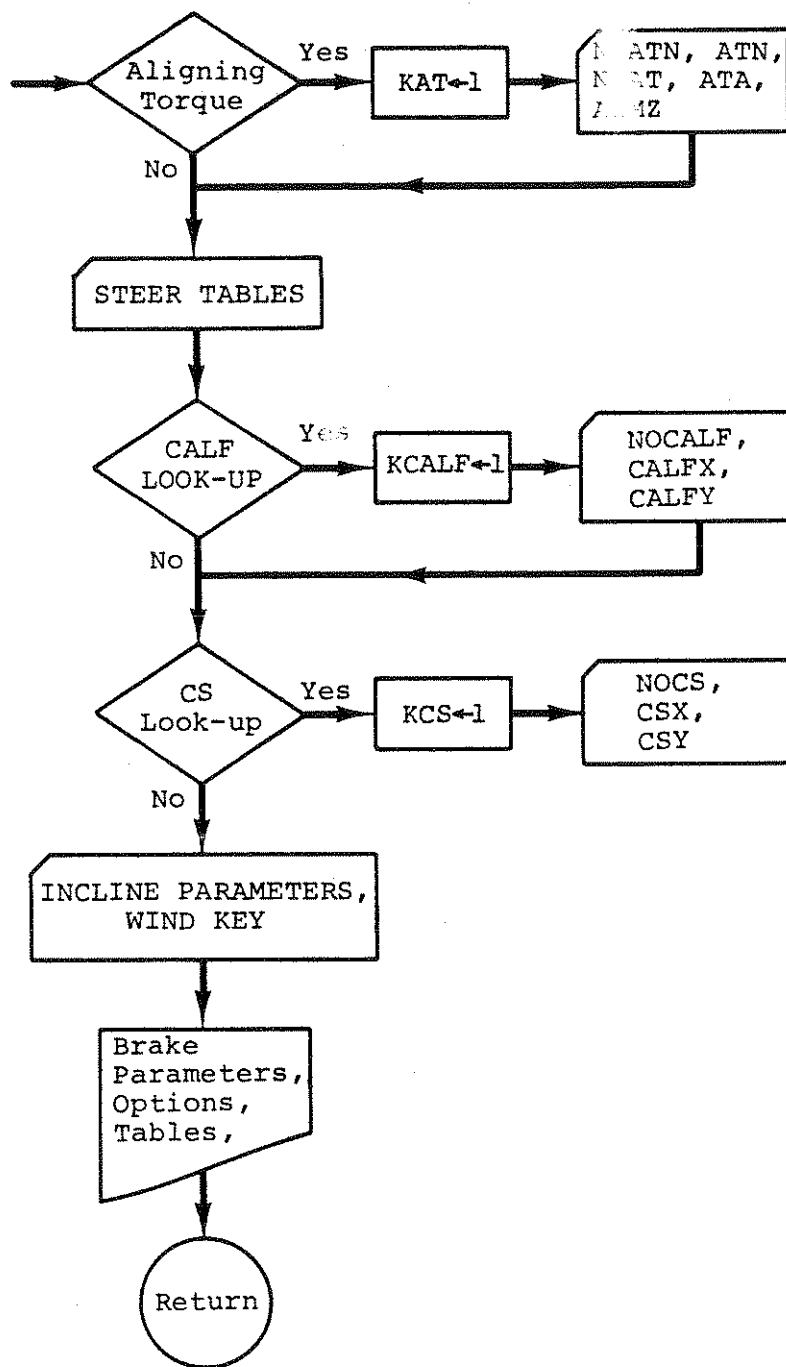 Aligning
Torque
Yes
KAT←1
ATN, ATN,
ATA,
No
STEER TABLES
CALF
LOOK-UP
Yes
KCALF←1
NOCALF,
CALFX,
CALFY
No
CS
Look-up
Yes
KCS←1
NOCS,
CSX,
CSY
No
INCLINE PARAMETERS,
WIND KEY
Brake
Parameters,
Options,
Tables,
Return